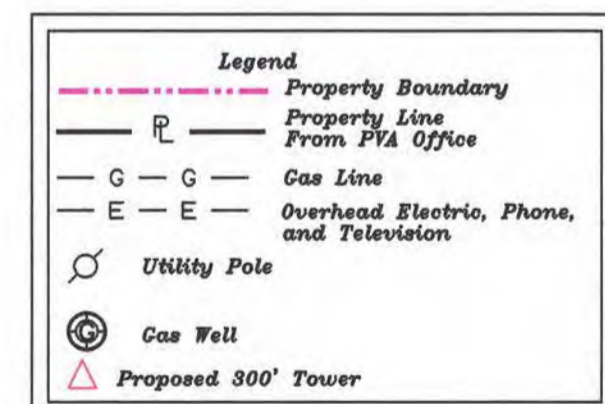 Legend
Property Boundary
PL
Property Line
From PVA Office
G G
Gas Line
E E
Overhead Electric, Phone,
and Television
Utility Pole
G
Gas Well
Proposed 300' Tower